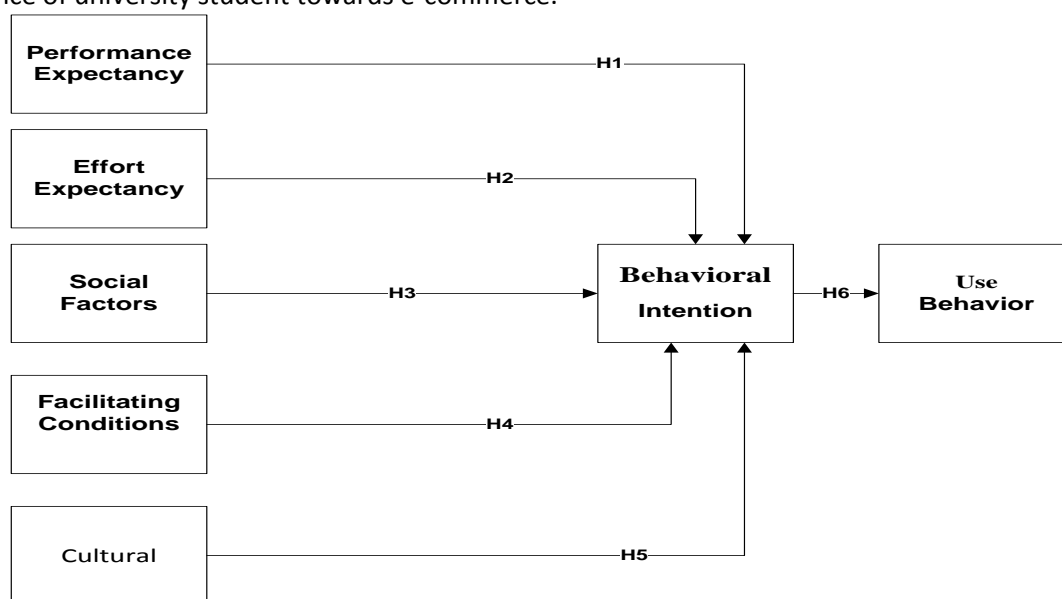 of university student towards e-commerce.
Performance
Expectancy
H1
Effort
Expectancy
H2
Social
Factors
H3
Behavioral
Intention
H6
Use
Behavior
Facilitating
Conditions
H4
Cultural
H5